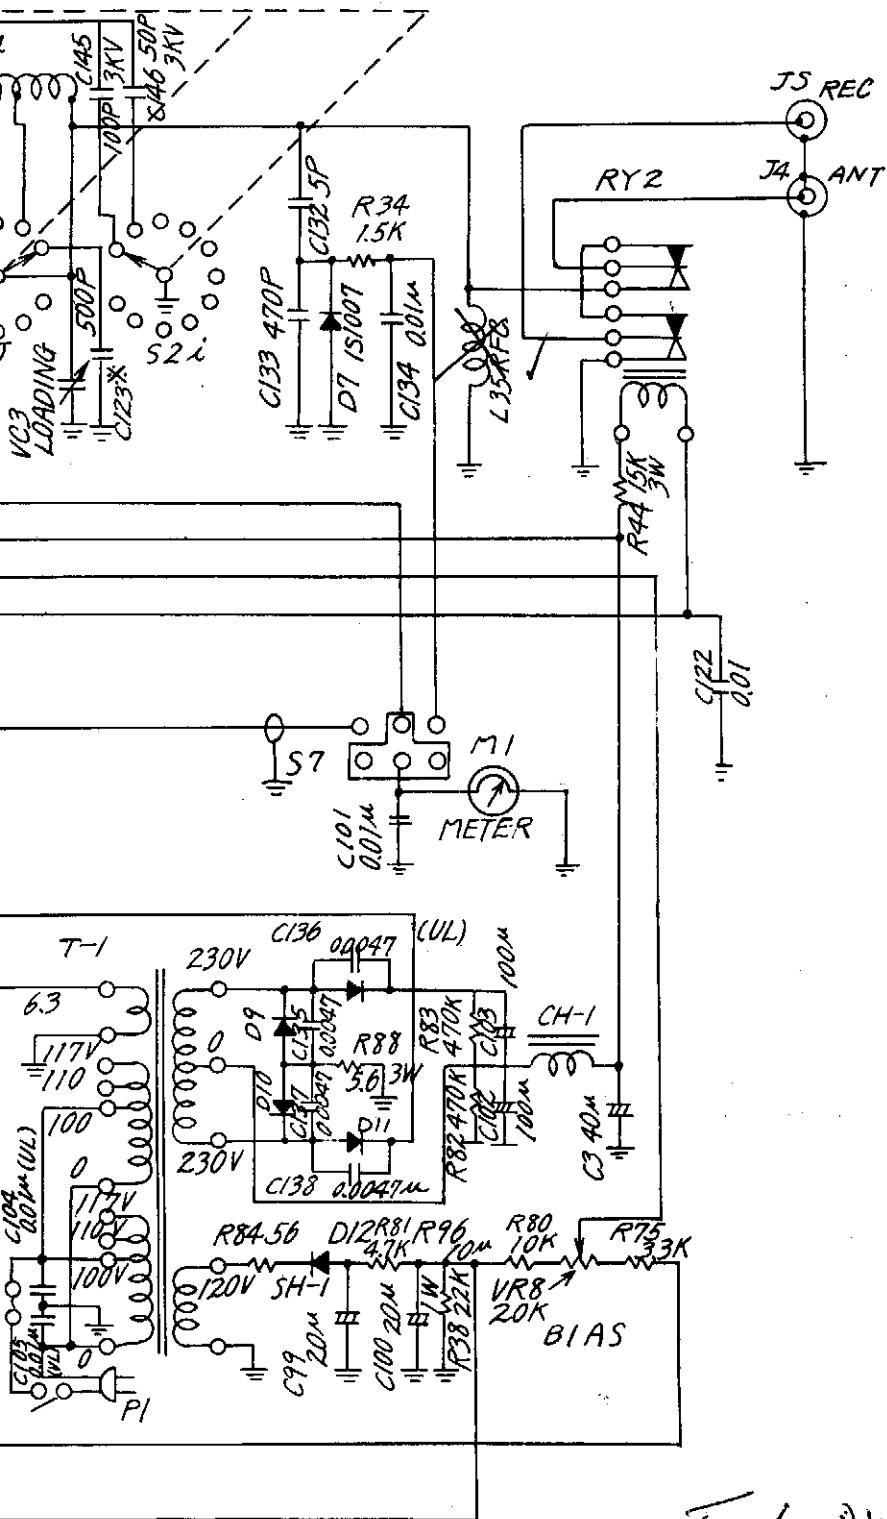 C145
3KV
100P
C146 50P
3KV
J5 REC
J4 ANT
RY2
C132 5P
R34
1.5K
C133 470P
D7 1S1007
C134 0.01μ
L35 RFC
500P
C123※
S2i
VC3
LOADING
R44 15K
3W
C122
0.01
S7
M1
METER
C101
0.01μ
T-1
6.3
117V
110
100
0
117V
110V
100V
0
230V
0
230V
120V
C136
0.0047
(UL)
D9
C135
0.0047
R88
5.6 3W
D10
C137
0.0047
D11
C138 0.0047μ
R83
470K
C103
100μ
R82 470K
C102
100μ
CH-1
C3 40μ
C104
0.01μ (UL)
C105
0.01μ
(UL)
P1
R84 56
D12
SH-1
R81
4.7K
R96
10μ
1W
C99
20μ
C100 20μ
R38 22K
R80
10K
VR8
20K
R75
33K
BIAS